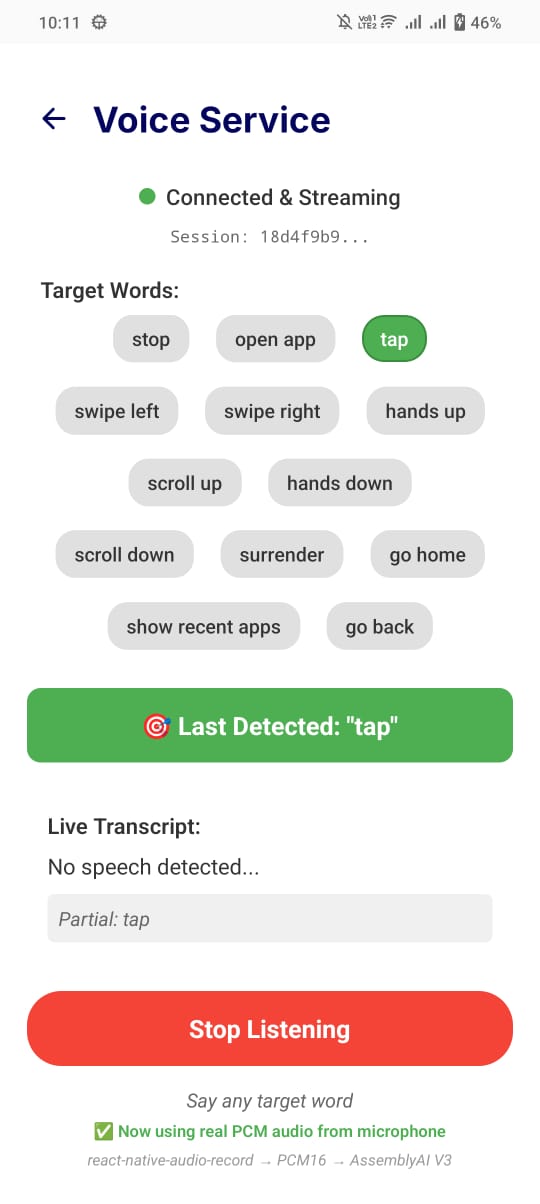 10:11
Vo1) LTE2 46%
Voice Service
Connected & Streaming
Session: 18d4f9b9...
Target Words:
stop open app tap
swipe left swipe right hands up
scroll up hands down
scroll down surrender go home
show recent apps go back
🎯 Last Detected: "tap"
Live Transcript:
No speech detected...
Partial: tap
Stop Listening
Say any target word
✅ Now using real PCM audio from microphone
react-native-audio-record → PCM16 → AssemblyAI V3